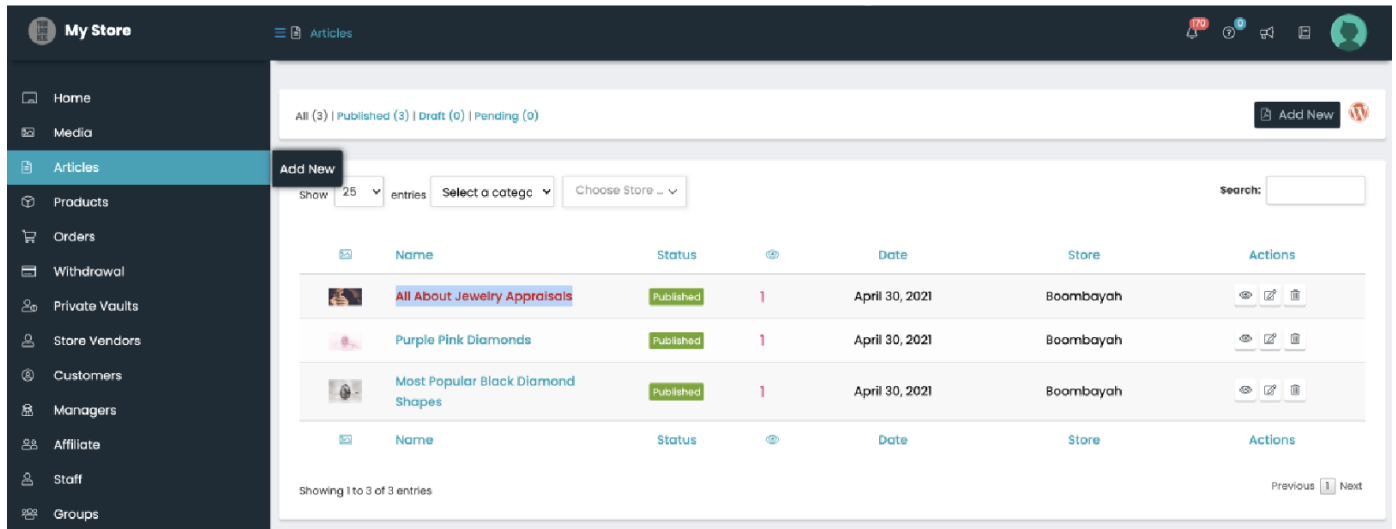 My Store
Articles
170
0
Home
Media
Articles
Products
Orders
Withdrawal
Private Vaults
Store Vendors
Customers
Managers
Affiliate
Staff
Groups
Add New
All (3) | Published (3) | Draft (0) | Pending (0)
Add New
Show 25 entries Select a categc Choose Store ...
Search:
Name Status Date Store Actions
All About Jewelry Appraisals Published 1 April 30, 2021 Boombayah
Purple Pink Diamonds Published 1 April 30, 2021 Boombayah
Most Popular Black Diamond
Shapes Published 1 April 30, 2021 Boombayah
Name Status Date Store Actions
Showing 1 to 3 of 3 entries
Previous 1 Next